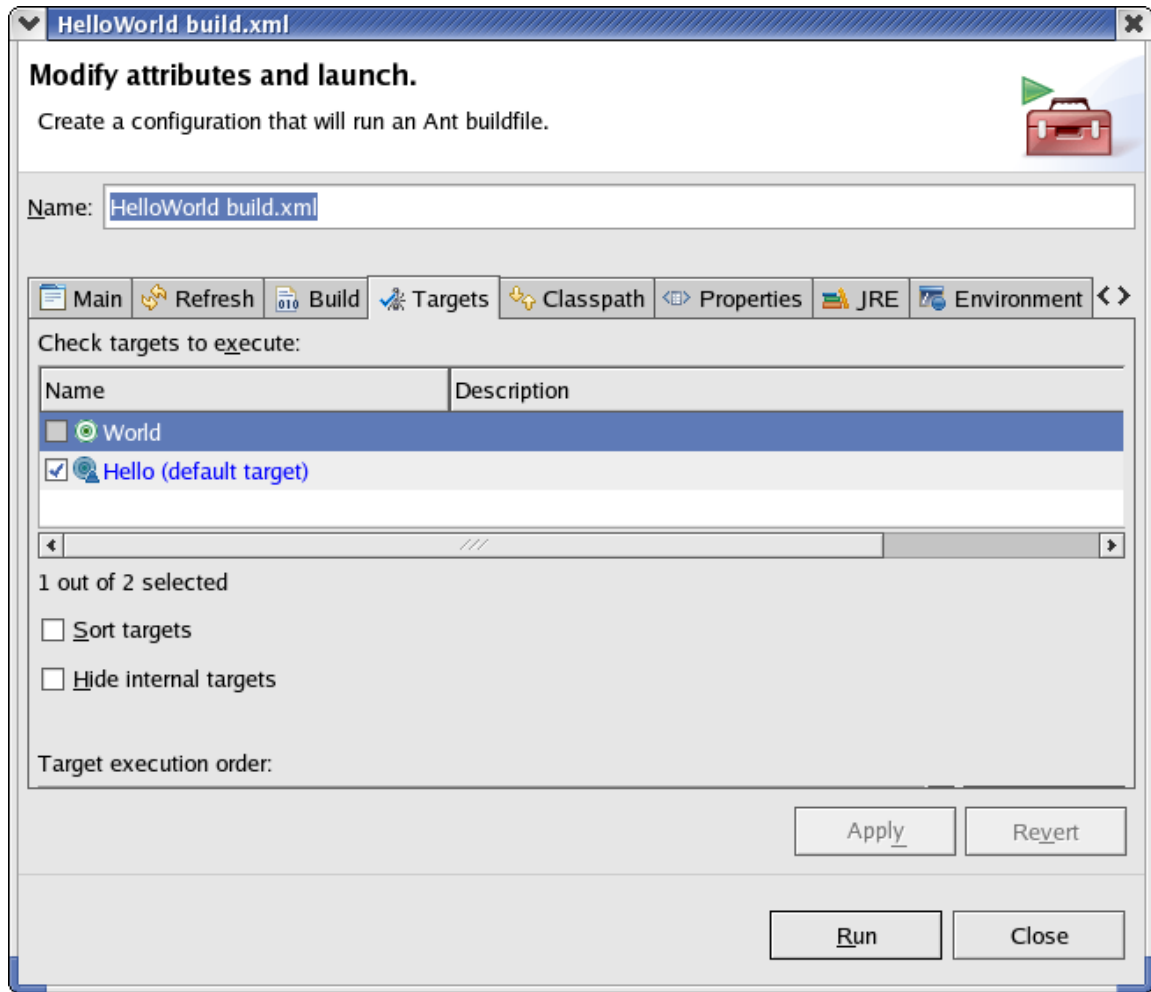 HelloWorld build.xml
Modify attributes and launch.
Create a configuration that will run an Ant buildfile.
Name: HelloWorld build.xml
Main Refresh Build Targets Classpath Properties JRE Environment
Check targets to execute:
Name Description
World
Hello (default target)
1 out of 2 selected
Sort targets
Hide internal targets
Target execution order:
Apply Revert
Run Close